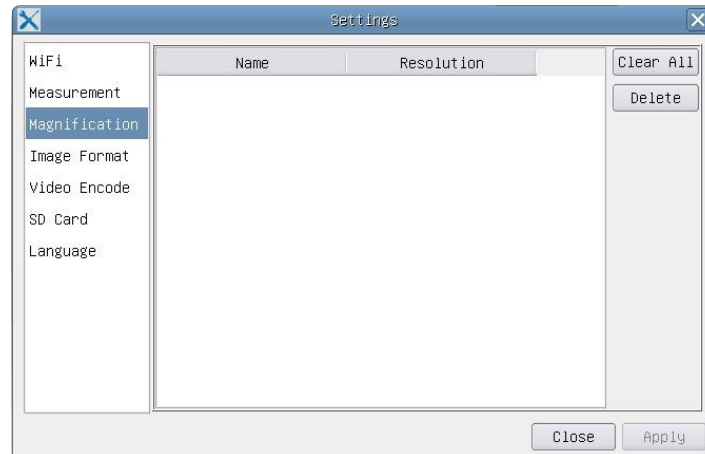 Settings
WiFi
Measurement
Magnification
Image Format
Video Encode
SD Card
Language
Name Resolution
Clear All
Delete
Close Apply